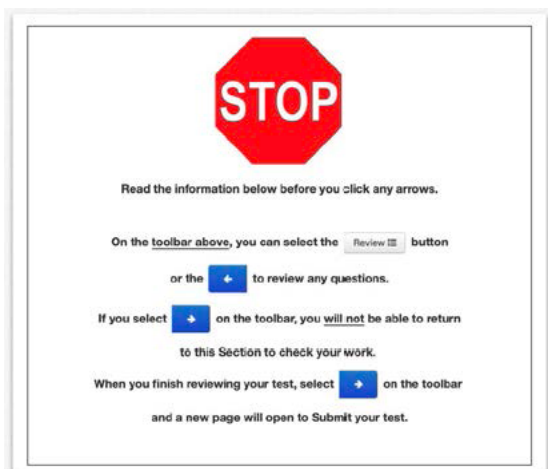 STOP
Read the information below before you click any arrows.
On the toolbar above, you can select the Review button
or the to review any questions.
If you select on the toolbar, you will not be able to return
to this Section to check your work.
When you finish reviewing your test, select on the toolbar
and a new page will open to Submit your test.